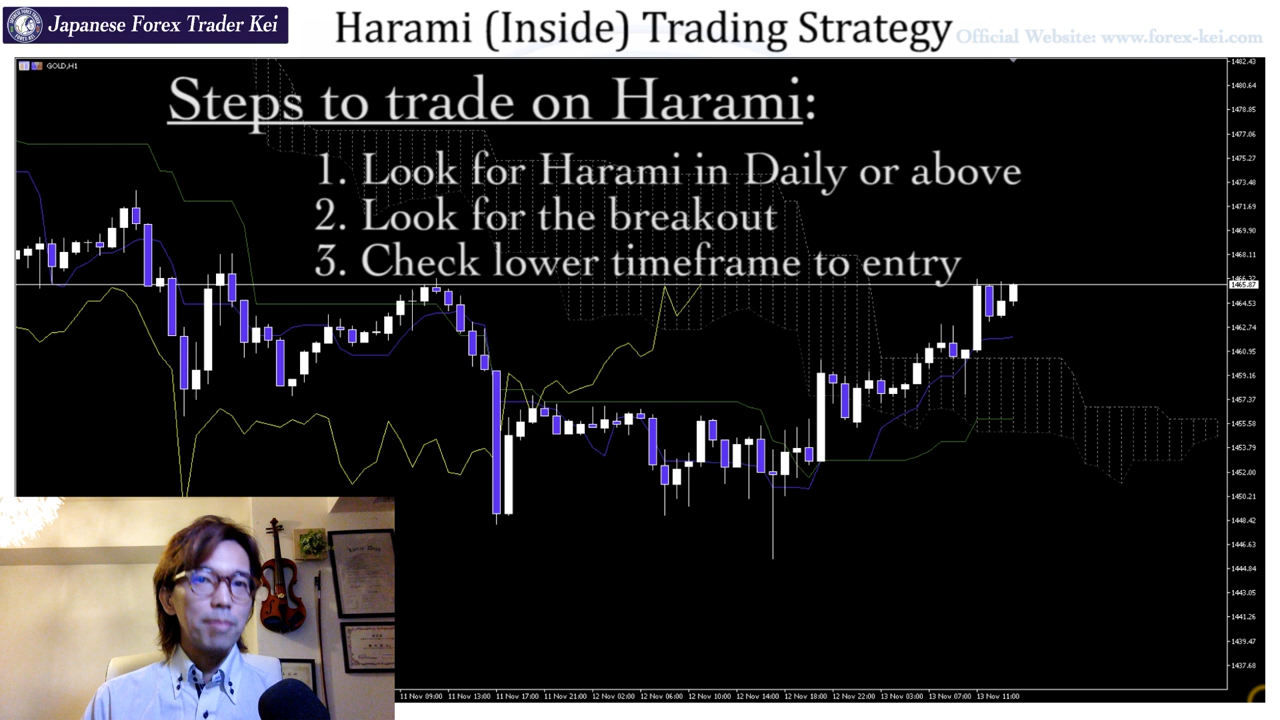 Japanese Forex Trader Kei
Harami (Inside) Trading Strategy
Official Website: www.forex-kei.com
GOLD,H1
Steps to trade on Harami:
1. Look for Harami in Daily or above
2. Look for the breakout
3. Check lower timeframe to entry
1482.43
1480.64
1478.85
1477.06
1475.27
1473.48
1471.69
1469.90
1468.11
1466.32
1465.87
1464.53
1462.74
1460.95
1459.16
1457.37
1455.58
1453.79
1452.00
1450.21
1448.42
1446.63
1444.84
1443.05
1441.26
1439.47
1437.68
11 Nov 09:00
11 Nov 13:00
11 Nov 17:00
11 Nov 21:00
12 Nov 02:00
12 Nov 06:00
12 Nov 10:00
12 Nov 14:00
12 Nov 18:00
12 Nov 22:00
13 Nov 03:00
13 Nov 07:00
13 Nov 11:00